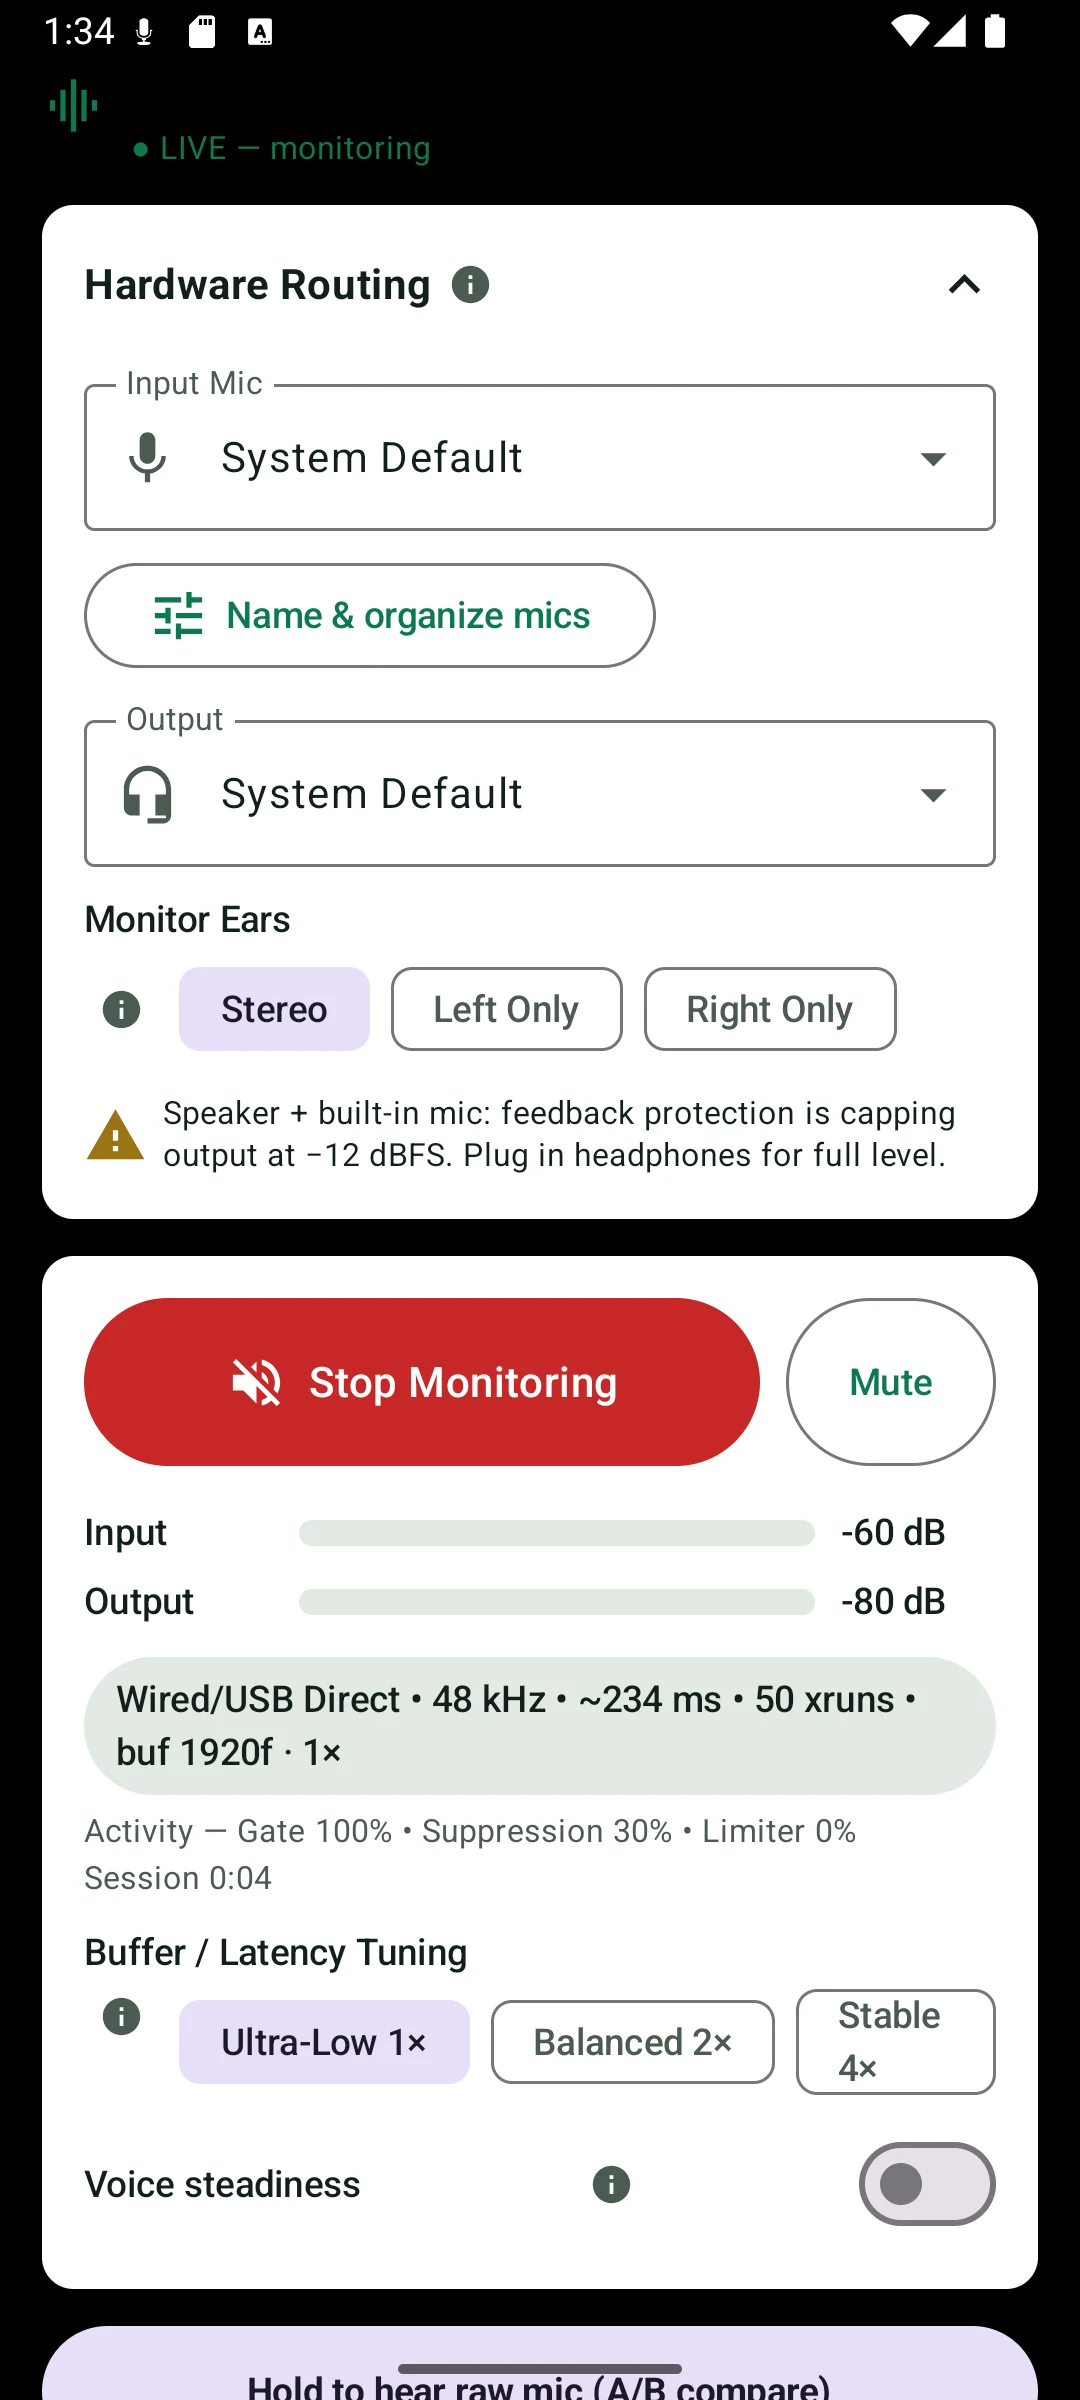 1:34
● LIVE — monitoring
Hardware Routing
Input Mic
System Default
Name & organize mics
Output
System Default
Monitor Ears
Stereo
Left Only
Right Only
Speaker + built-in mic: feedback protection is capping
output at −12 dBFS. Plug in headphones for full level.
Stop Monitoring
Mute
Input
-60 dB
Output
-80 dB
Wired/USB Direct • 48 kHz • ~234 ms • 50 xruns •
buf 1920f · 1×
Activity — Gate 100% • Suppression 30% • Limiter 0%
Session 0:04
Buffer / Latency Tuning
Ultra-Low 1×
Balanced 2×
Stable
4×
Voice steadiness
Hold to hear raw mic (A/B compare)